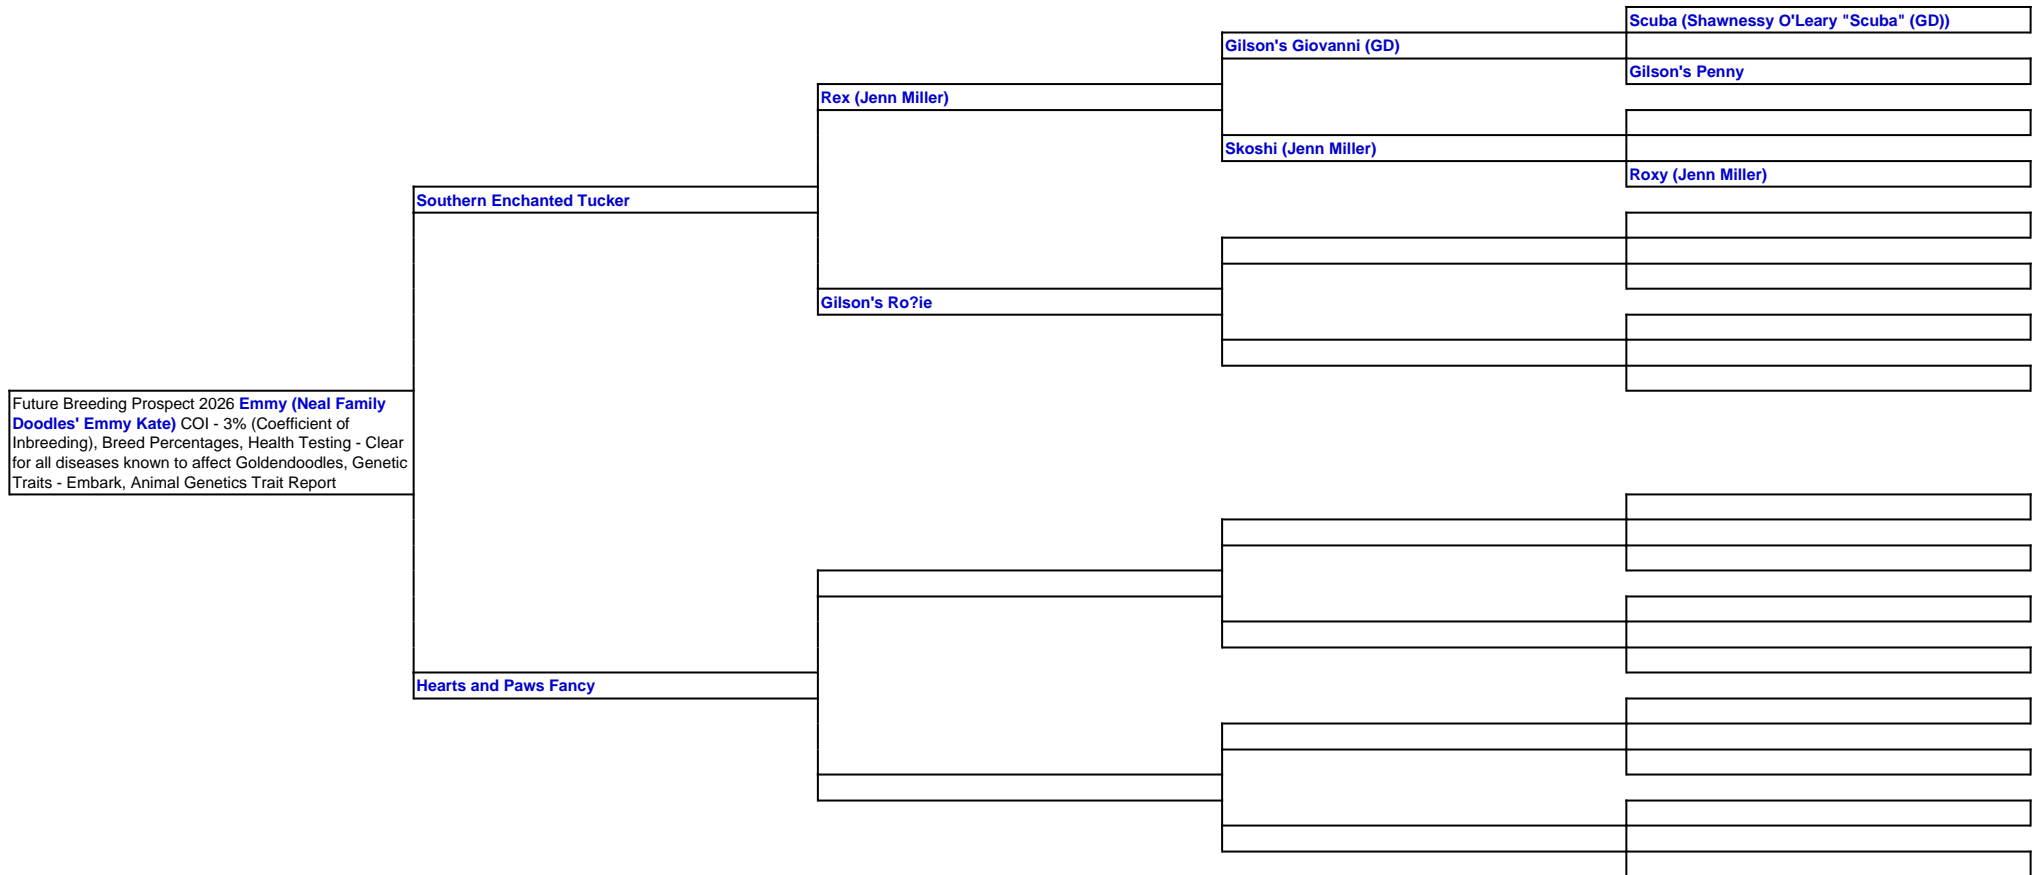 Scuba (Shawnessy O'Leary "Scuba" (GD))
Gilson's Giovanni (GD)
Gilson's Penny
Rex (Jenn Miller)
Skoshi (Jenn Miller)
Roxy (Jenn Miller)
Southern Enchanted Tucker
Gilson's Ro?ie
Future Breeding Prospect 2026 Emmy (Neal Family
Doodles' Emmy Kate) COI - 3% (Coefficient of
Inbreeding), Breed Percentages, Health Testing - Clear
for all diseases known to affect Goldendoodles, Genetic
Traits - Embark, Animal Genetics Trait Report
Hearts and Paws Fancy